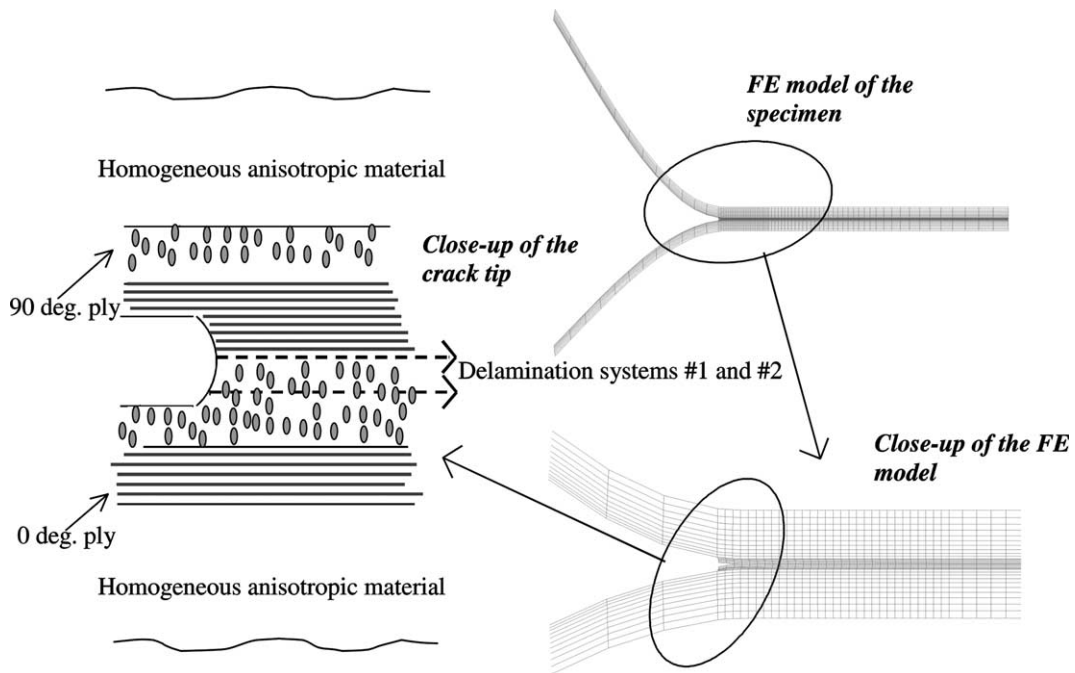 FE model of the
specimen
Homogeneous anisotropic material
Close-up of the
crack tip
90 deg. ply
Delamination systems #1 and #2
Close-up of the FE
model
0 deg. ply
Homogeneous anisotropic material